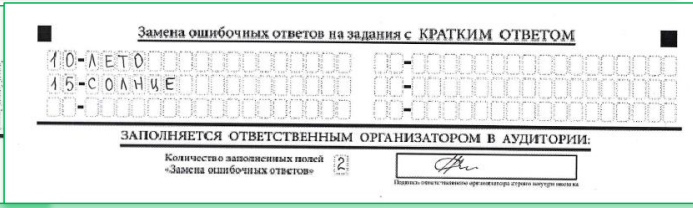 Замена ошибочных ответов на задания с КРАТКИМ ОТВЕТОМ
10-ЛЕТО
15-СОЛНЦЕ
ЗАПОЛНЯЕТСЯ ОТВЕТСТВЕННЫМ ОРГАНИЗАТОРОМ В АУДИТОРИИ:
Количество заполненных полей
«Замена ошибочных ответов» 2
Подпись ответственного организатора строго внутри окошка